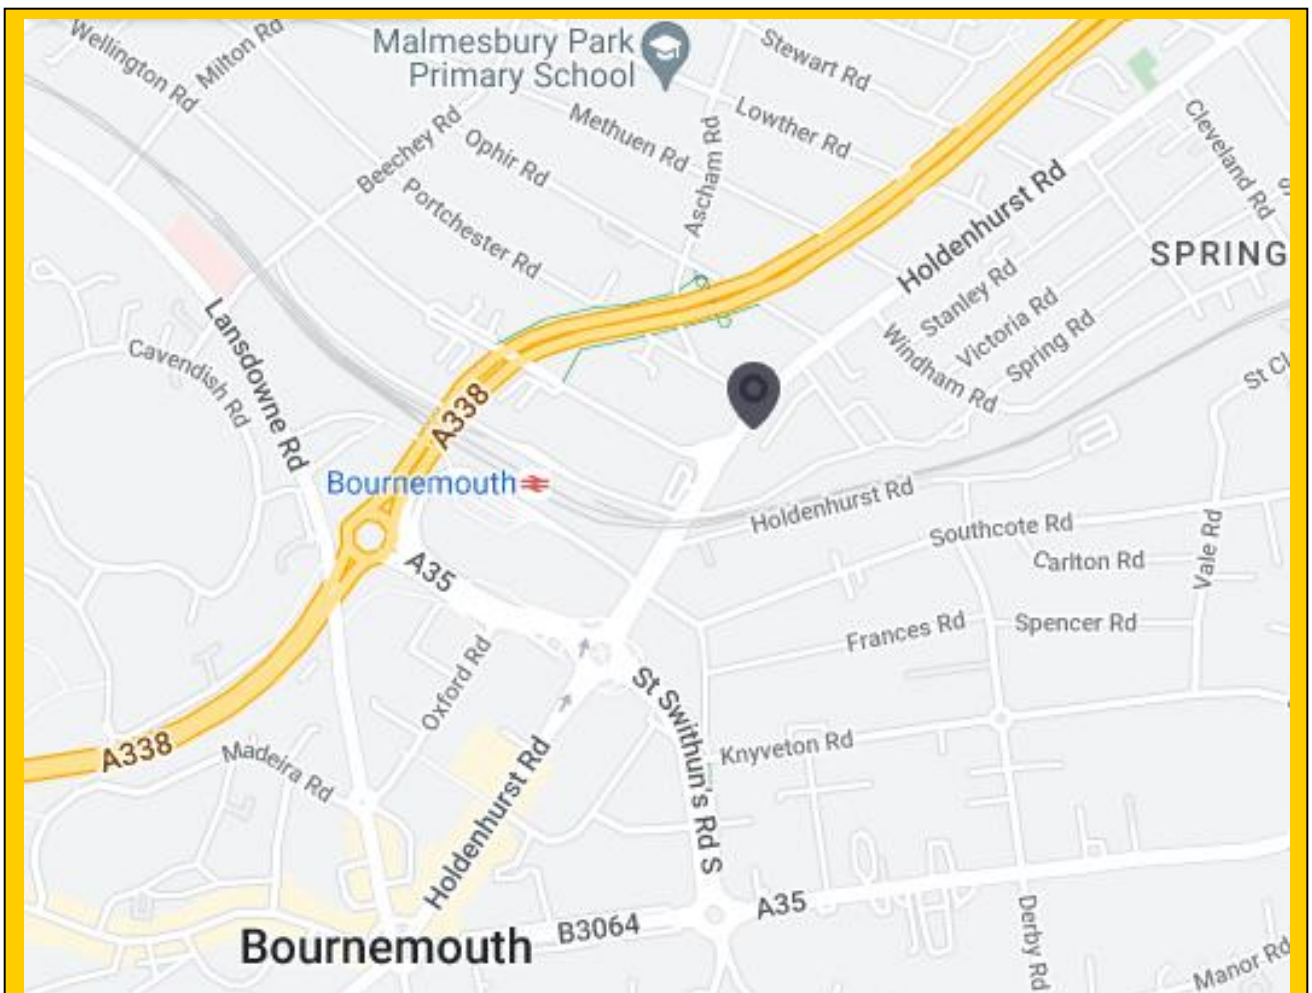 Wellington Rd
Milton Rd
Malmesbury Park
Primary School
Stewart Rd
Lowther Rd
Methuen Rd
Ophir Rd
Beechey Rd
Ascham Rd
Cleveland Rd
Portchester Rd
Holdenhurst Rd
SPRING
Stanley Rd
Victoria Rd
Spring Rd
Windham Rd
Lansdowne Rd
Cavendish Rd
St Cl
A338
Bournemouth
Holdenhurst Rd
Southcote Rd
Carlton Rd
Vale Rd
A35
Frances Rd
Spencer Rd
Oxford Rd
St Swithun's Rd S
Knyveton Rd
A338
Madeira Rd
Holdenhurst Rd
A35
B3064
Bournemouth
Derby Rd
Manor Rd